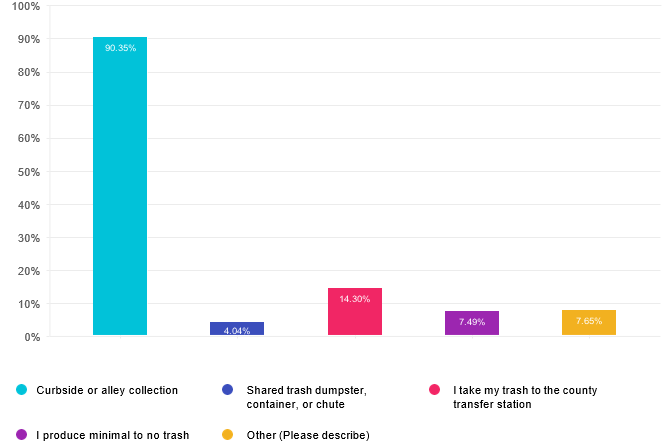 100%
90%
80%
70%
60%
50%
40%
30%
20%
10%
0%
90.35%
4.04%
14.30%
7.49%
7.65%
Curbside or alley collection
Shared trash dumpster,
container, or chute
I take my trash to the county
transfer station
I produce minimal to no trash
Other (Please describe)